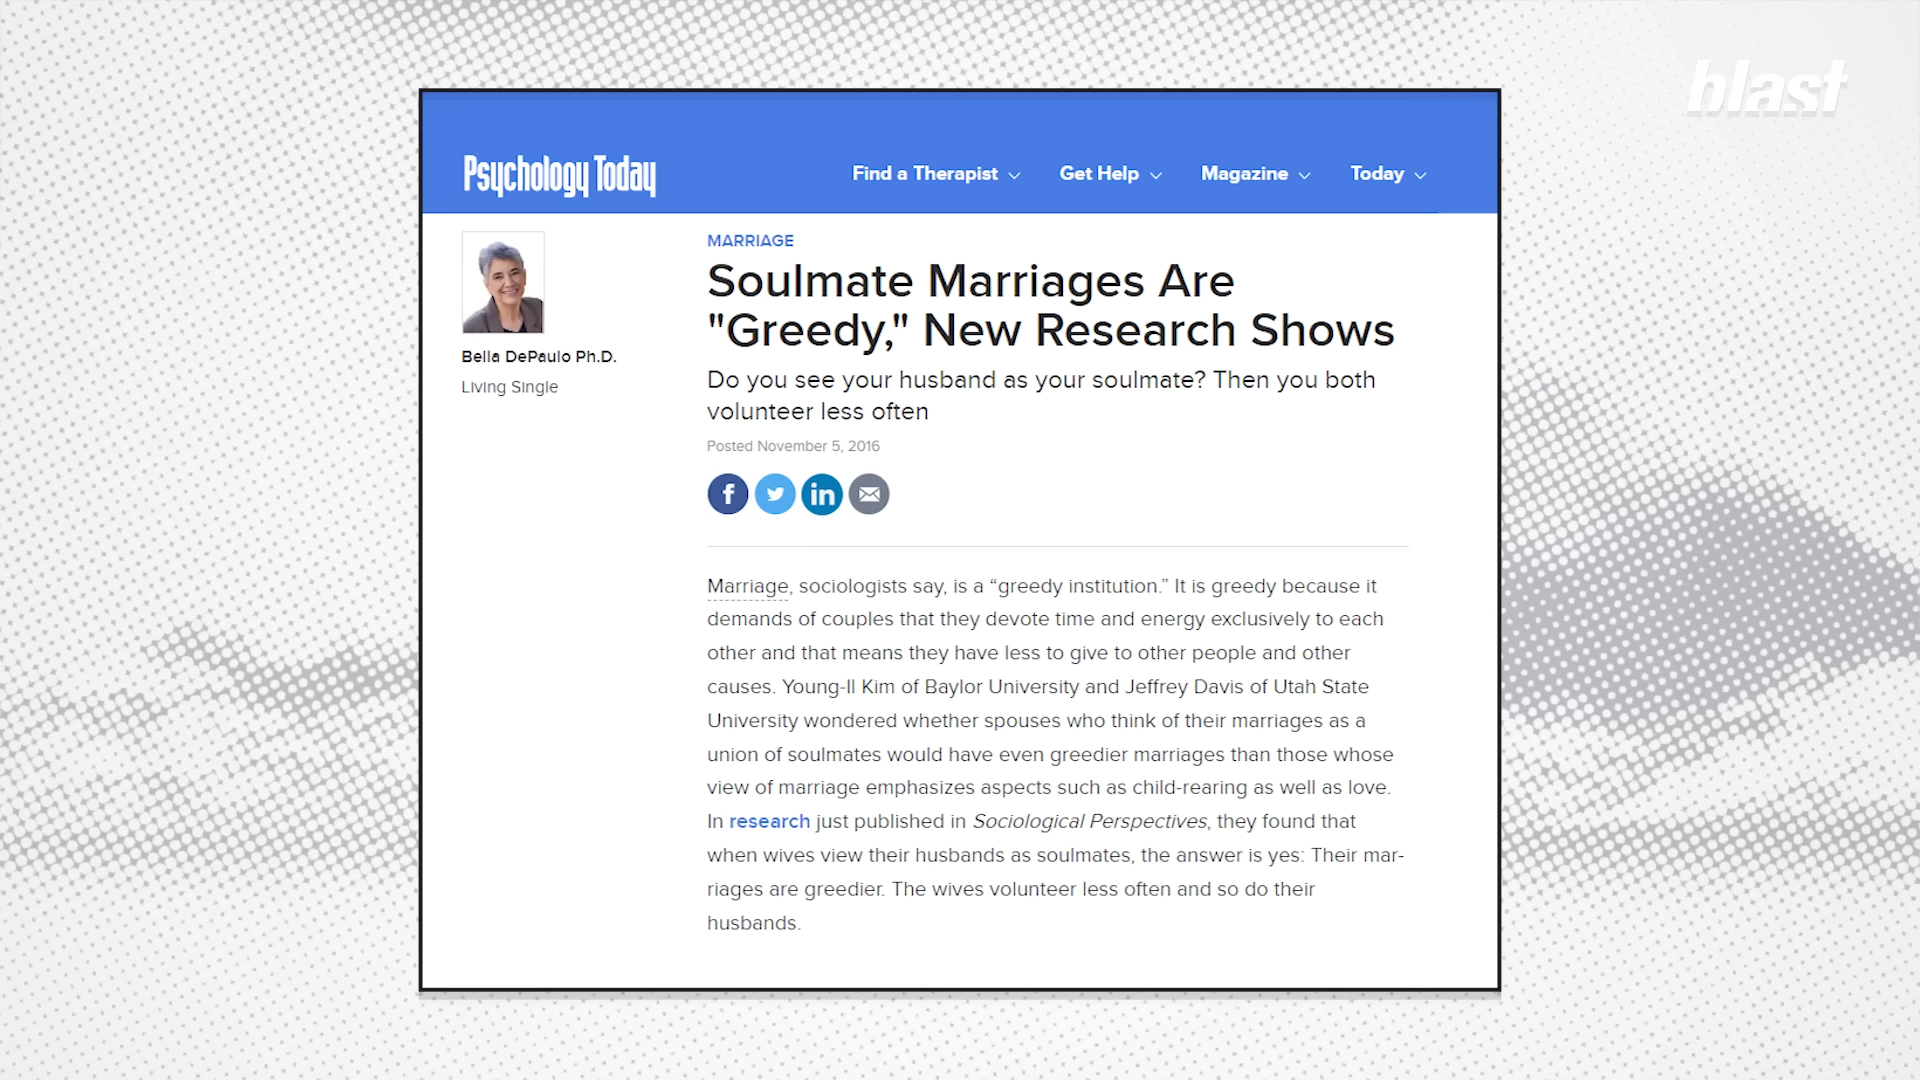 blast
Psychology Today
Find a Therapist
Get Help
Magazine
Today
Bella DePaulo Ph.D.
Living Single
MARRIAGE
Soulmate Marriages Are
"Greedy," New Research Shows
Do you see your husband as your soulmate? Then you both
volunteer less often
Posted November 5, 2016
f
in
Marriage, sociologists say, is a “greedy institution.” It is greedy because it
demands of couples that they devote time and energy exclusively to each
other and that means they have less to give to other people and other
causes. Young-Il Kim of Baylor University and Jeffrey Davis of Utah State
University wondered whether spouses who think of their marriages as a
union of soulmates would have even greedier marriages than those whose
view of marriage emphasizes aspects such as child-rearing as well as love.
In research just published in Sociological Perspectives, they found that
when wives view their husbands as soulmates, the answer is yes: Their mar-
riages are greedier. The wives volunteer less often and so do their
husbands.